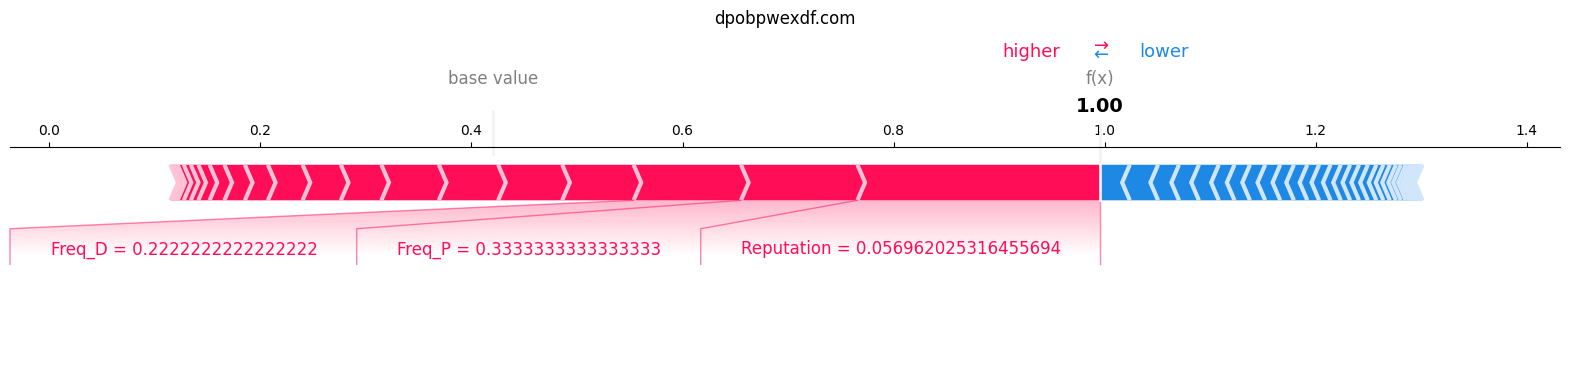 dpobpwexdf.com
higher ⇄ lower
base value f(x)
1.00
0.0 0.2 0.4 0.6 0.8 1.0 1.2 1.4
Freq_D = 0.2222222222222222 Freq_P = 0.3333333333333333 Reputation = 0.056962025316455694